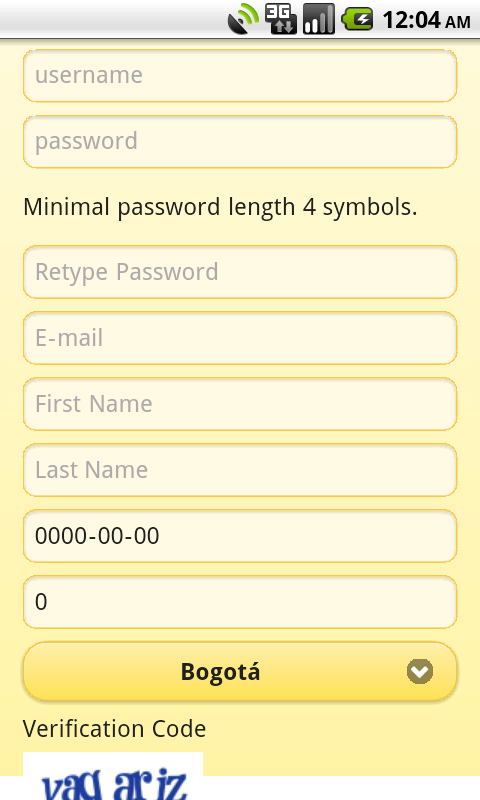 3G
12:04 AM
username
password
Minimal password length 4 symbols.
Retype Password
E-mail
First Name
Last Name
0000-00-00
0
Bogotá
Verification Code